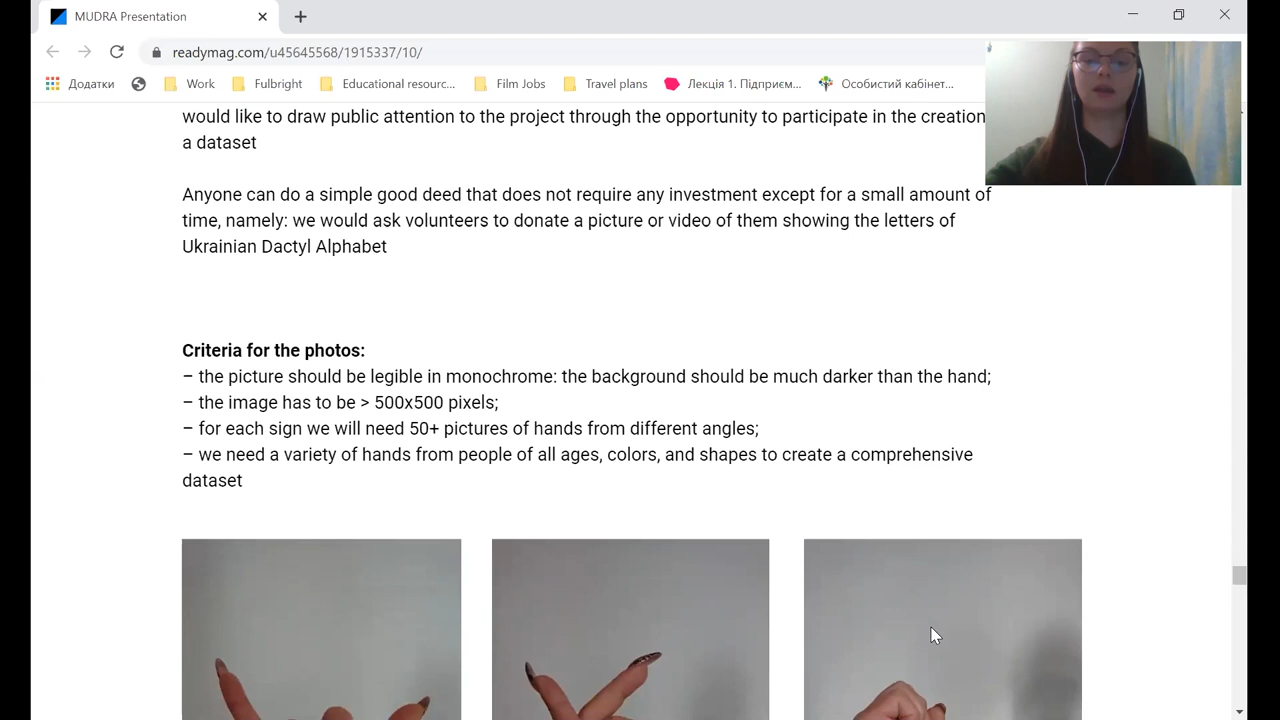 MUDRA Presentation
readymag.com/u45645568/1915337/10/
Додатки Work Fulbright Educational resourc... Film Jobs Travel plans Лекція 1. Підприєм... Особистий кабінет...
would like to draw public attention to the project through the opportunity to participate in the creation
a dataset
Anyone can do a simple good deed that does not require any investment except for a small amount of
time, namely: we would ask volunteers to donate a picture or video of them showing the letters of
Ukrainian Dactyl Alphabet
Criteria for the photos:
– the picture should be legible in monochrome: the background should be much darker than the hand;
– the image has to be > 500x500 pixels;
– for each sign we will need 50+ pictures of hands from different angles;
– we need a variety of hands from people of all ages, colors, and shapes to create a comprehensive
dataset